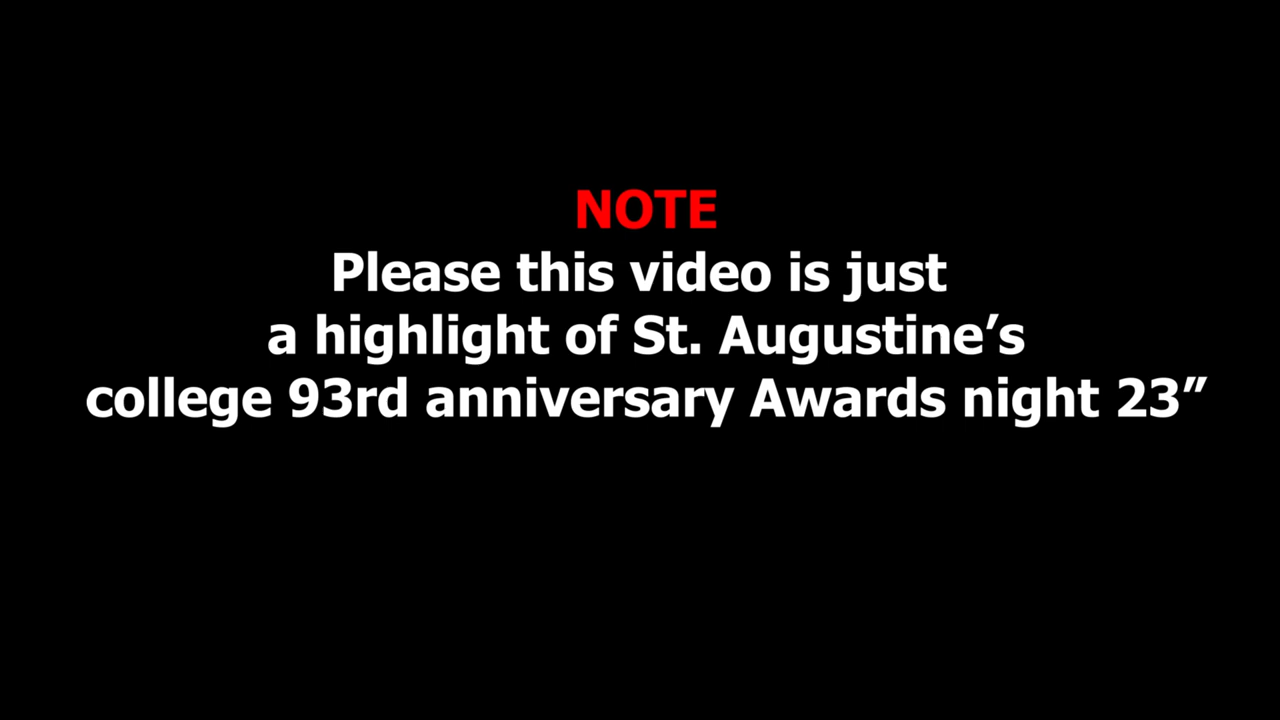 NOTE
Please this video is just
a highlight of St. Augustine’s
college 93rd anniversary Awards night 23”